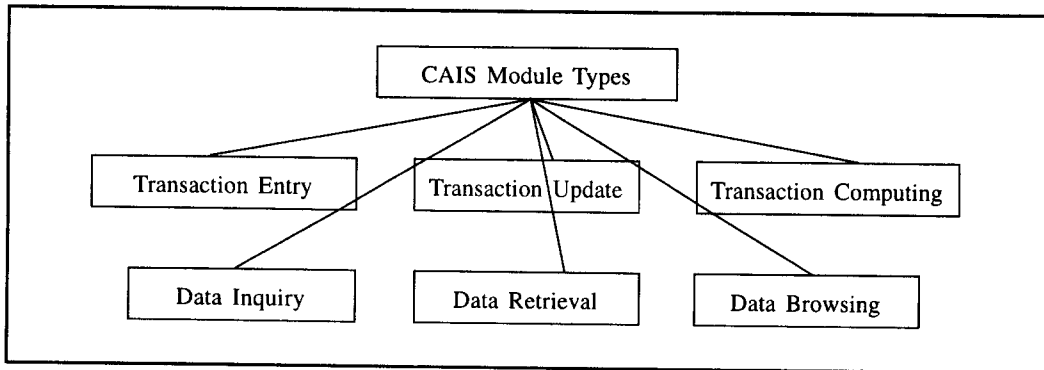 CAIS Module Types
Transaction Entry
Transaction Update
Transaction Computing
Data Inquiry
Data Retrieval
Data Browsing